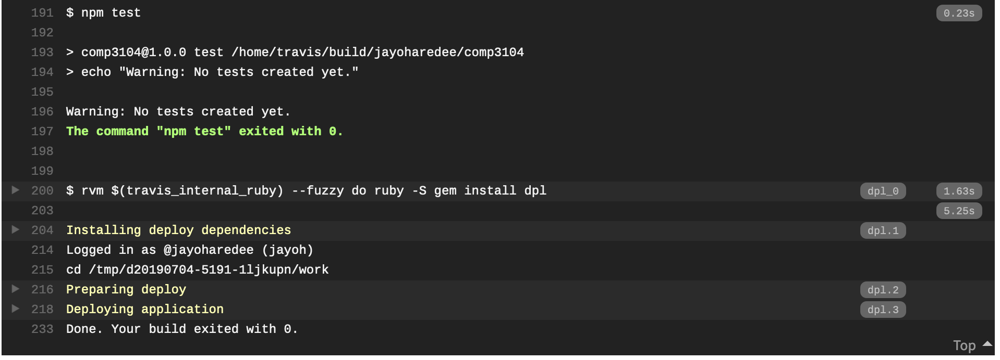 191 $ npm test 0.23s
192
193 > comp3104@1.0.0 test /home/travis/build/jayoharedee/comp3104
194 > echo "Warning: No tests created yet."
195
196 Warning: No tests created yet.
197 The command "npm test" exited with 0.
198
199
200 $ rvm $(travis_internal_ruby) --fuzzy do ruby -S gem install dpl dpl_0 1.63s
203 5.25s
204 Installing deploy dependencies dpl.1
214 Logged in as @jayoharedee (jayoh)
215 cd /tmp/d20190704-5191-1ljkupn/work
216 Preparing deploy dpl.2
218 Deploying application dpl.3
233 Done. Your build exited with 0.
Top